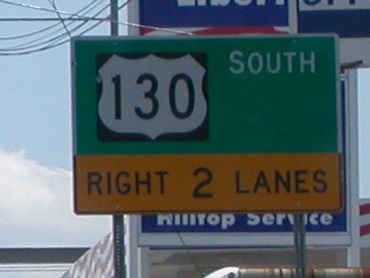 SOUTH
130
RIGHT 2 LANES
Hilltop Service